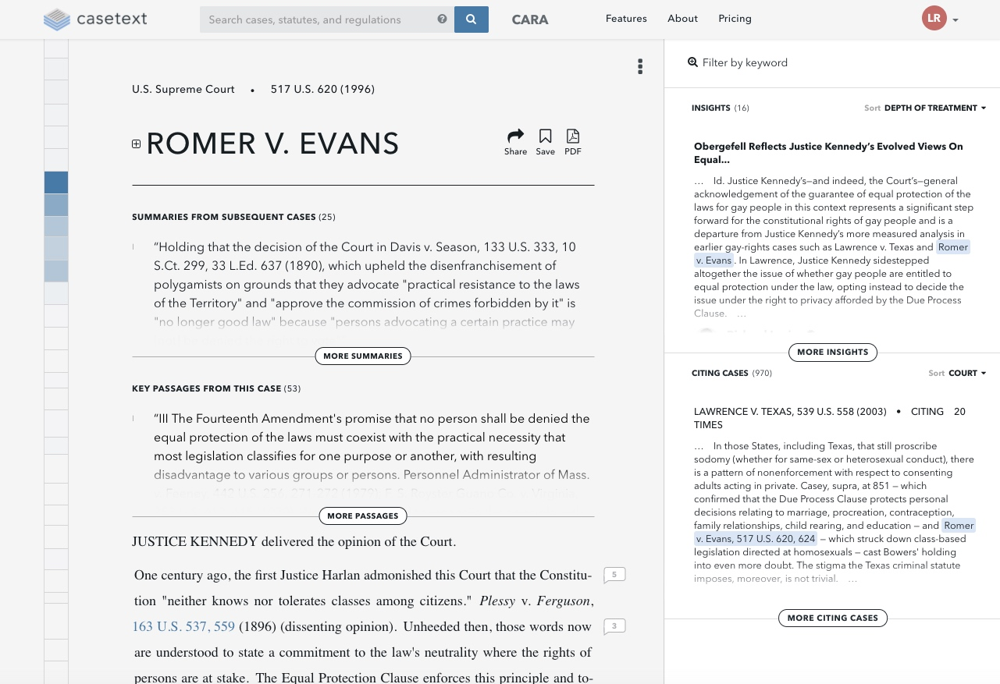 casetext
Search cases, statutes, and regulations
?
CARA
Features
About
Pricing
LR
U.S. Supreme Court • 517 U.S. 620 (1996)
ROMER V. EVANS
Share
Save
PDF
SUMMARIES FROM SUBSEQUENT CASES (25)
“Holding that the decision of the Court in Davis v. Season, 133 U.S. 333, 10
S.Ct. 299, 33 L.Ed. 637 (1890), which upheld the disenfranchisement of
polygamists on grounds that they advocate "practical resistance to the laws
of the Territory" and "approve the commission of crimes forbidden by it" is
"no longer good law" because "persons advocating a certain practice may
MORE SUMMARIES
KEY PASSAGES FROM THIS CASE (53)
“III The Fourteenth Amendment's promise that no person shall be denied the
equal protection of the laws must coexist with the practical necessity that
most legislation classifies for one purpose or another, with resulting
disadvantage to various groups or persons. Personnel Administrator of Mass.
v. Feeney, 442 U.S. 256, 271-272 (1979); F. S. Royster Guano Co. v. Virginia,
MORE PASSAGES
JUSTICE KENNEDY delivered the opinion of the Court.
One century ago, the first Justice Harlan admonished this Court that the Constitu-
5
tion "neither knows nor tolerates classes among citizens." Plessy v. Ferguson,
163 U.S. 537, 559 (1896) (dissenting opinion). Unheeded then, those words now
3
are understood to state a commitment to the law's neutrality where the rights of
persons are at stake. The Equal Protection Clause enforces this principle and to-
Filter by keyword
INSIGHTS (16)
Sort DEPTH OF TREATMENT
Obergefell Reflects Justice Kennedy’s Evolved Views On
Equal...
... Id. Justice Kennedy’s—and indeed, the Court’s—general
acknowledgement of the guarantee of equal protection of the
laws for gay people in this context represents a significant step
forward for the constitutional rights of gay people and is a
departure from Justice Kennedy’s more measured analysis in
earlier gay-rights cases such as Lawrence v. Texas and Romer
v. Evans. In Lawrence, Justice Kennedy sidestepped
altogether the issue of whether gay people are entitled to
equal protection under the law, opting instead to decide the
issue under the right to privacy afforded by the Due Process
Clause. ...
MORE INSIGHTS
CITING CASES (970)
Sort COURT
LAWRENCE V. TEXAS, 539 U.S. 558 (2003) • CITING 20
TIMES
... In those States, including Texas, that still proscribe
sodomy (whether for same-sex or heterosexual conduct), there
is a pattern of nonenforcement with respect to consenting
adults acting in private. Casey, supra, at 851 — which
confirmed that the Due Process Clause protects personal
decisions relating to marriage, procreation, contraception,
family relationships, child rearing, and education — and Romer
v. Evans, 517 U.S. 620, 624 — which struck down class-based
legislation directed at homosexuals — cast Bowers' holding
into even more doubt. The stigma the Texas criminal statute
imposes, moreover, is not trivial. ...
MORE CITING CASES